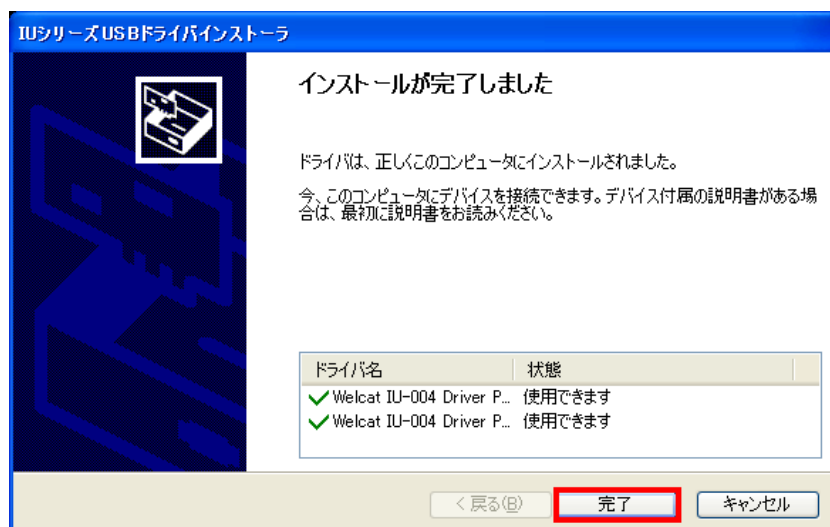 IUシリーズUSBドライバインストーラ
インストールが完了しました
ドライバは、正しくこのコンピュータにインストールされました。
今、このコンピュータにデバイスを接続できます。デバイス付属の説明書がある場
合は、最初に説明書をお読みください。
ドライバ名 状態
Welcat IU-004 Driver P... 使用できます
Welcat IU-004 Driver P... 使用できます
< 戻る(B) 完了 キャンセル